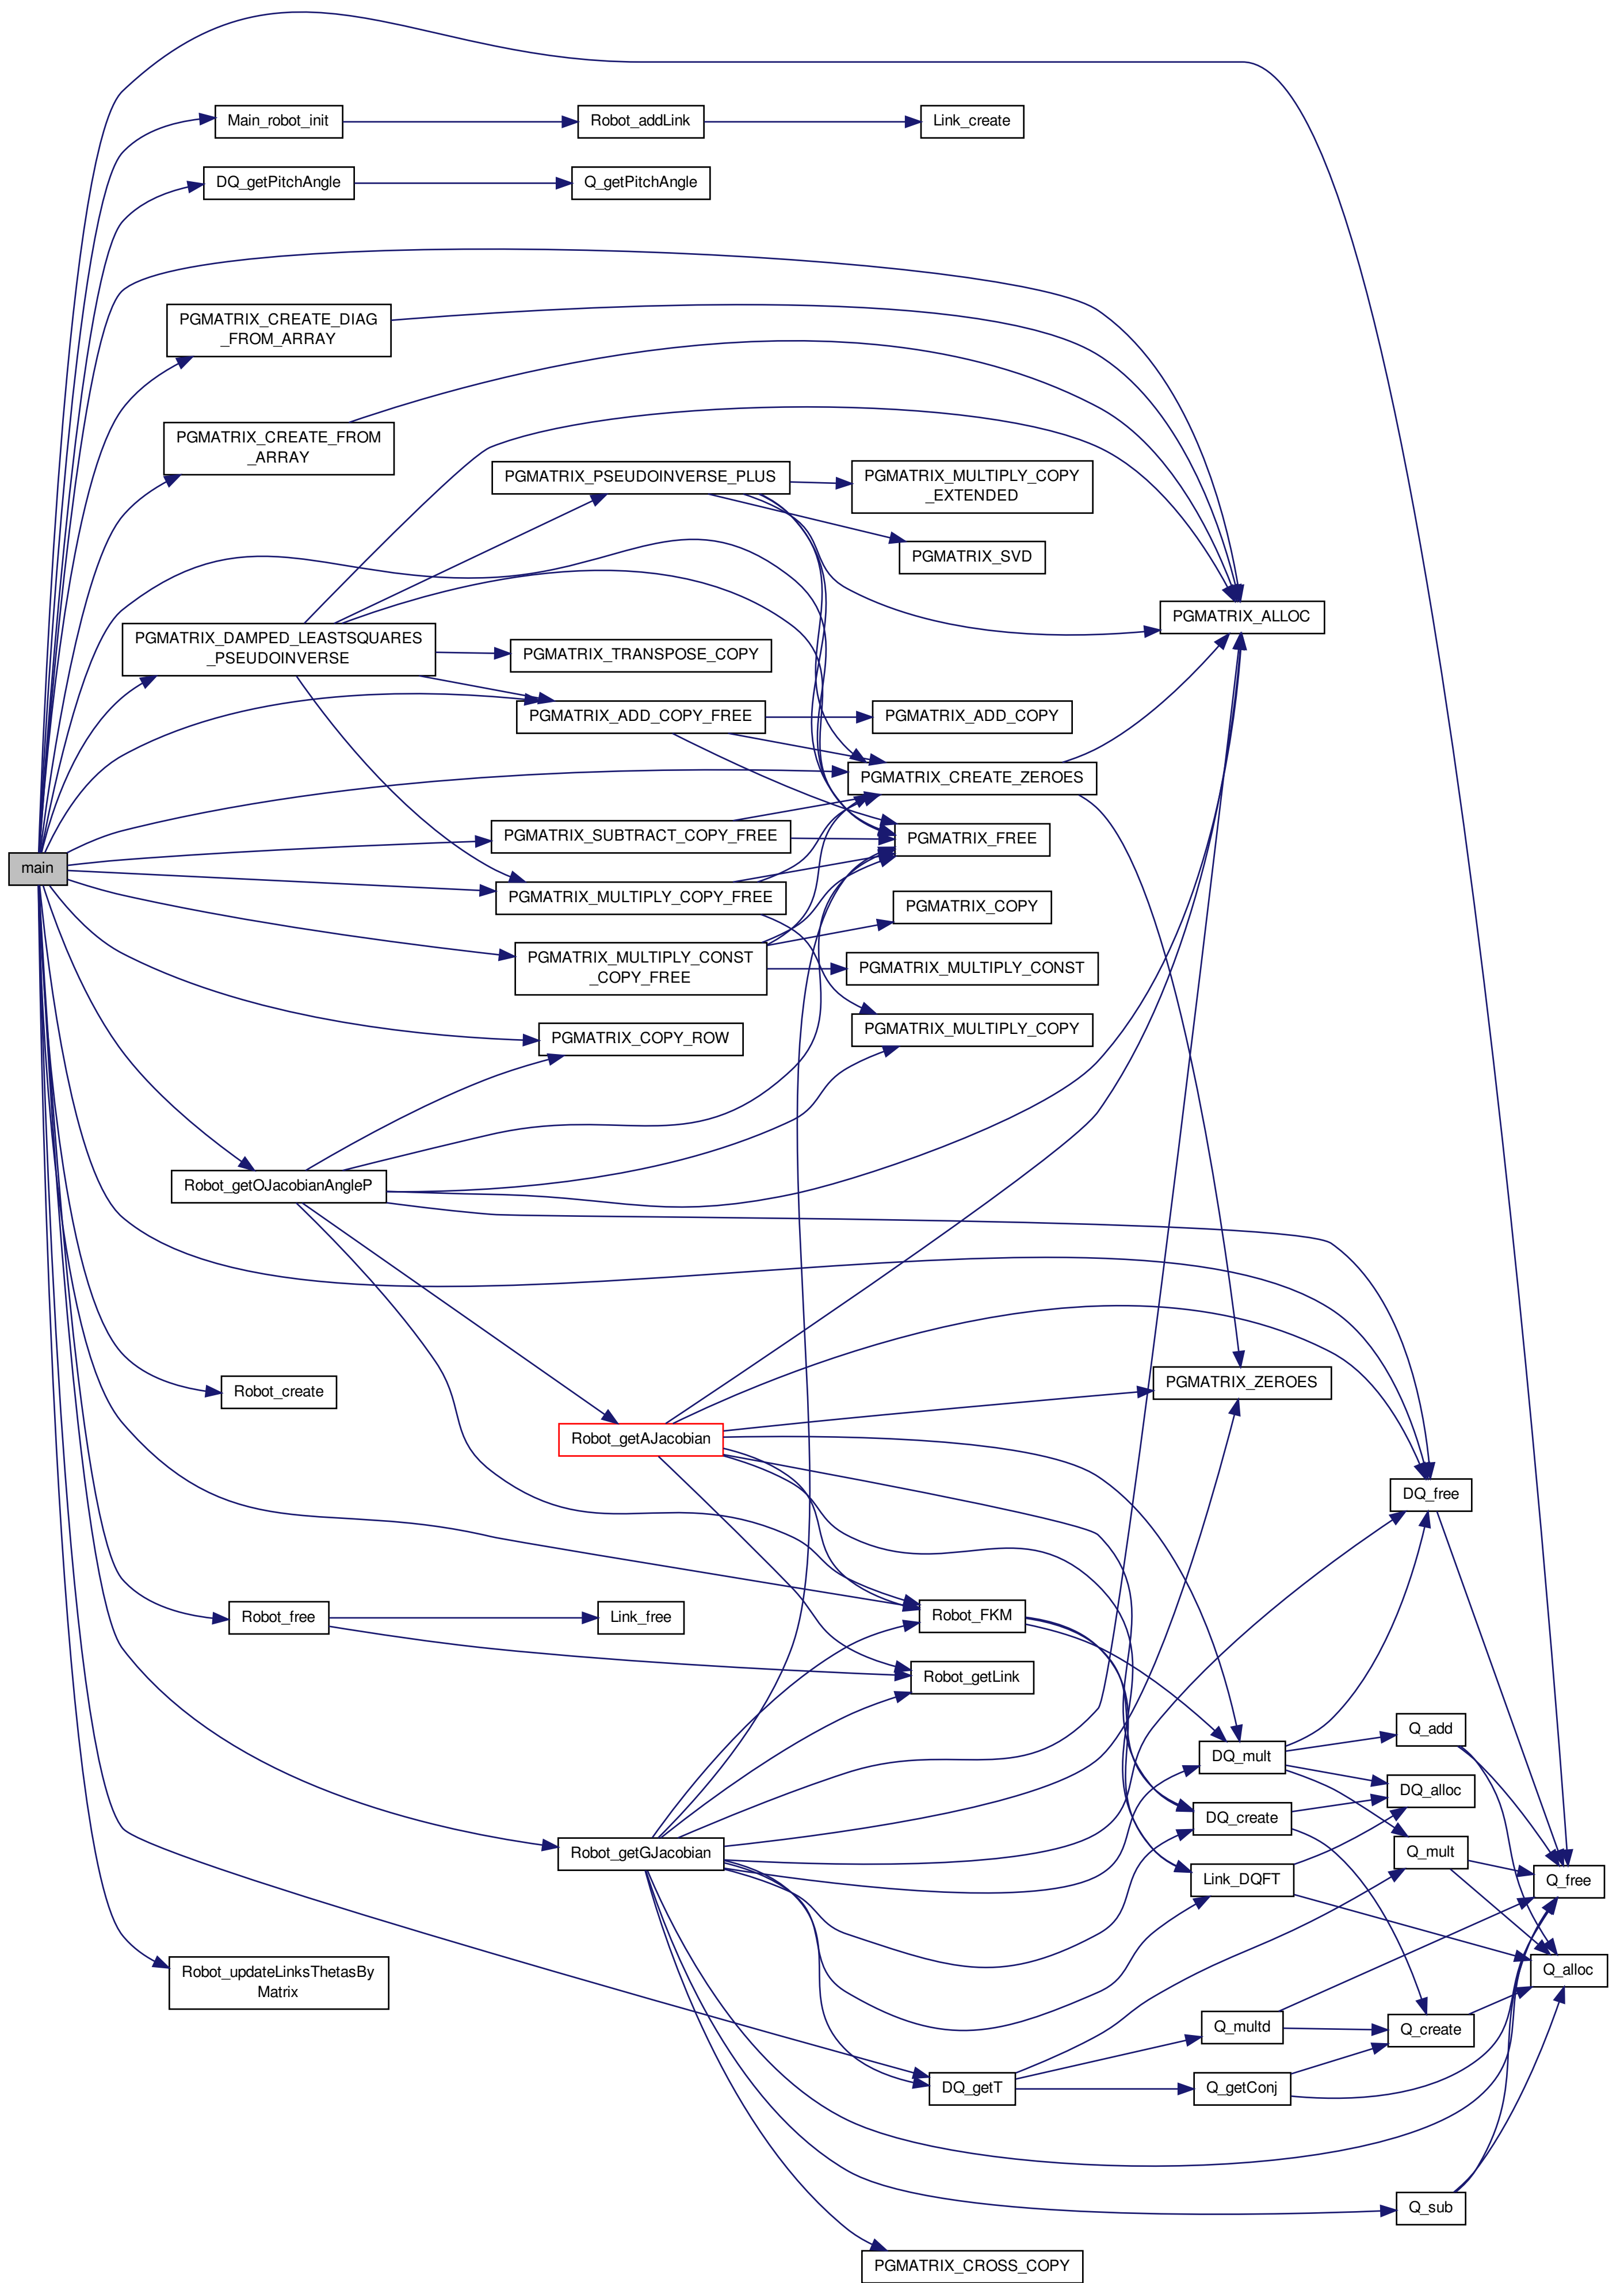 Main_robot_init
Robot_addLink
Link_create
DQ_getPitchAngle
Q_getPitchAngle
PGMATRIX_CREATE_DIAG
_FROM_ARRAY
PGMATRIX_CREATE_FROM
_ARRAY
PGMATRIX_PSEUDOINVERSE_PLUS
PGMATRIX_MULTIPLY_COPY
_EXTENDED
PGMATRIX_SVD
PGMATRIX_ALLOC
PGMATRIX_DAMPED_LEASTSQUARES
_PSEUDOINVERSE
PGMATRIX_TRANSPOSE_COPY
PGMATRIX_ADD_COPY_FREE
PGMATRIX_ADD_COPY
PGMATRIX_CREATE_ZEROES
PGMATRIX_SUBTRACT_COPY_FREE
PGMATRIX_FREE
main
PGMATRIX_MULTIPLY_COPY_FREE
PGMATRIX_COPY
PGMATRIX_MULTIPLY_CONST
_COPY_FREE
PGMATRIX_MULTIPLY_CONST
PGMATRIX_MULTIPLY_COPY
PGMATRIX_COPY_ROW
Robot_getOJacobianAngleP
PGMATRIX_ZEROES
Robot_create
Robot_getAJacobian
DQ_free
Robot_free
Link_free
Robot_FKM
Robot_getLink
Q_add
DQ_mult
DQ_alloc
DQ_create
Robot_getGJacobian
Q_mult
Link_DQFT
Q_free
Robot_updateLinksThetasBy
Matrix
Q_alloc
Q_multd
Q_create
DQ_getT
Q_getConj
Q_sub
PGMATRIX_CROSS_COPY